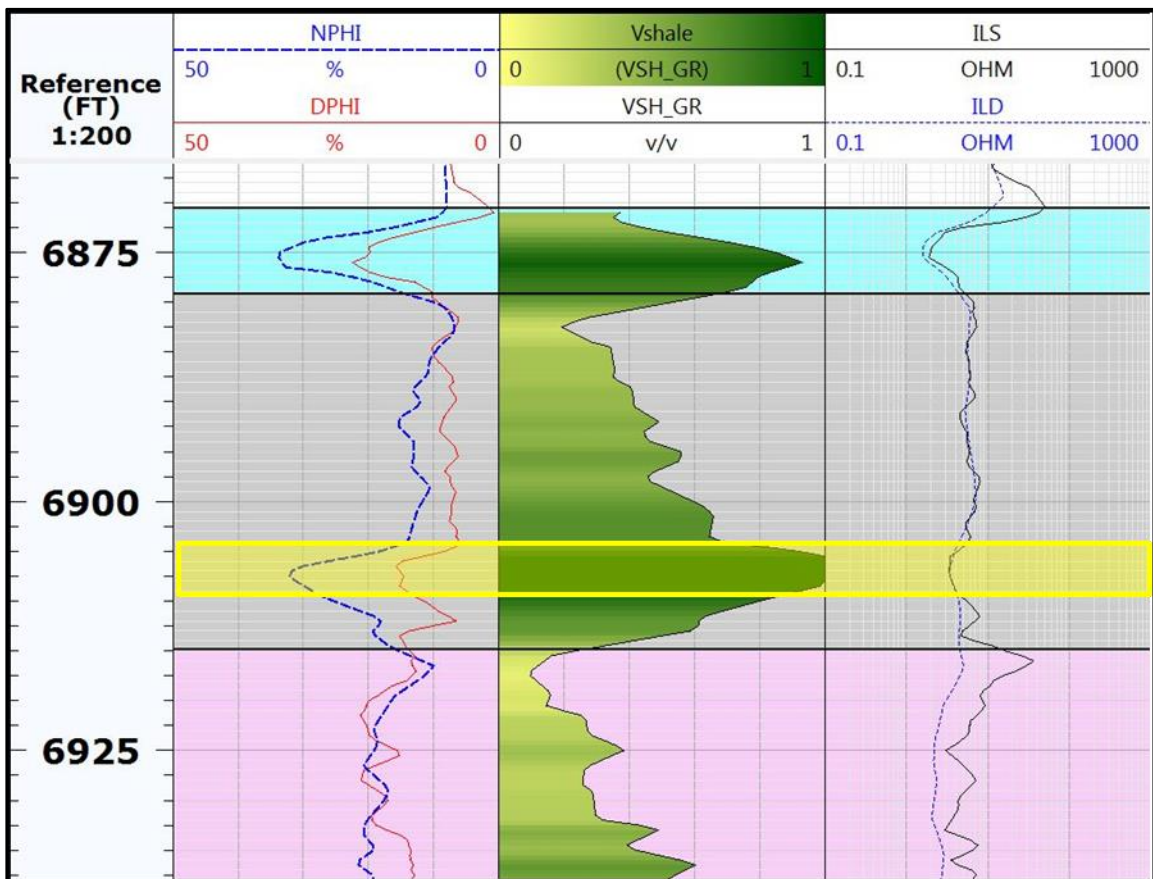 Reference
(FT)
1:200
NPHI
50 % 0
DPHI
50 % 0
Vshale
0 (VSH_GR) 1
VSH_GR
0 v/v 1
ILS
0.1 OHM 1000
ILD
0.1 OHM 1000
6875
6900
6925